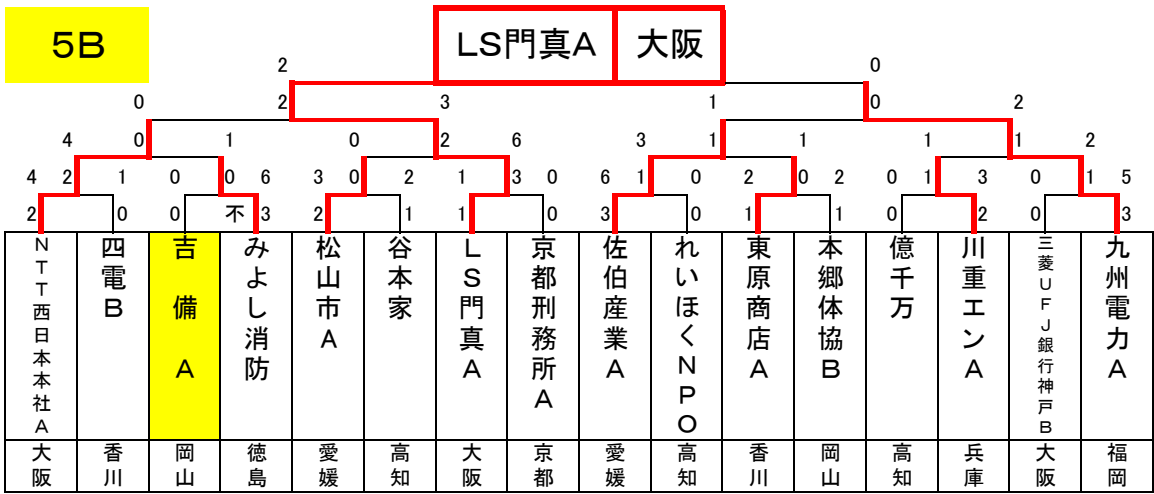 5B
LS門真A 大阪
2 0
0 2 3 1 0 2
4 0 1 0 2 6 3 1 1 1 1 2
4 2 1 0 0 6 3 0 2 1 3 0 6 1 0 2 0 2 0 1 3 0 1 5
2 0 0 不 3 2 1 1 0 3 0 1 1 0 2 0 3
NTT西日本本社A
四電B
吉備A
みよし消防
松山市A
谷本家
LS門真A
京都刑務所A
佐伯産業A
れいほくNPO
東原商店A
本郷体協B
億千万
川重エンA
三菱UFJ銀行神戸B
九州電力A
大阪 香川 岡山 徳島 愛媛 高知 大阪 京都 愛媛 高知 香川 岡山 高知 兵庫 大阪 福岡